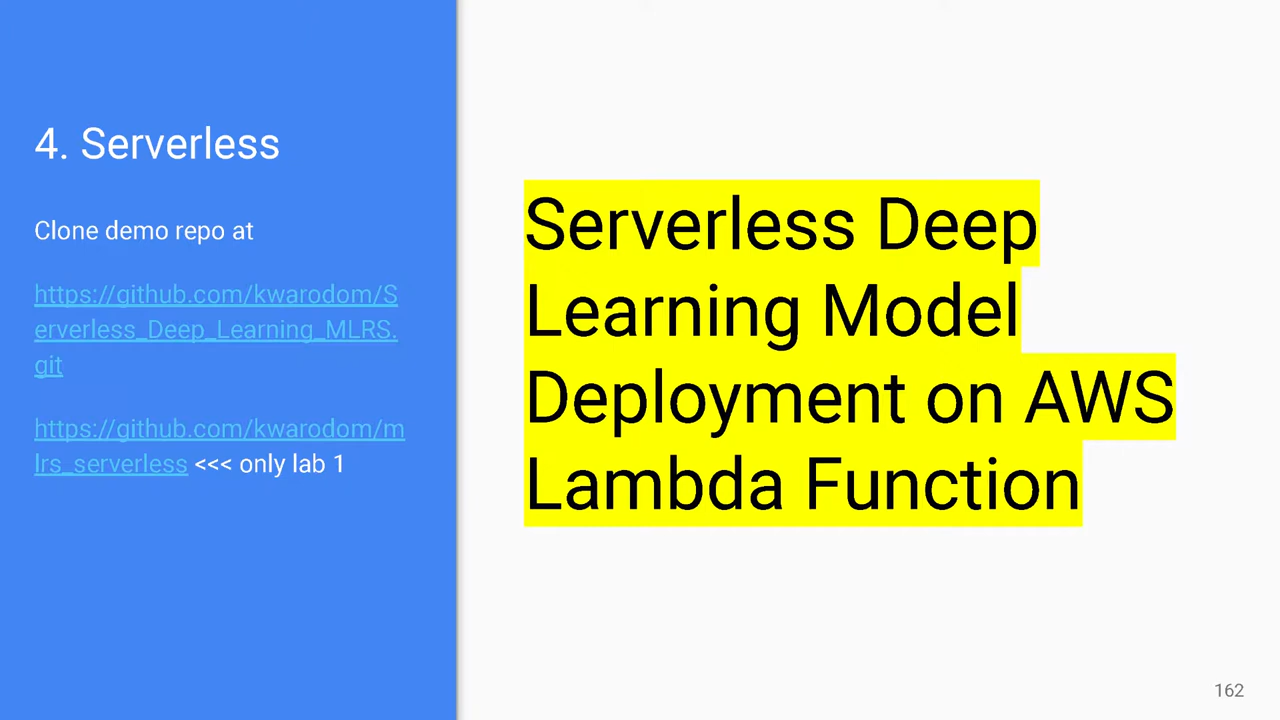 4. Serverless
Clone demo repo at
https://github.com/kwarodom/S
erverless_Deep_Learning_MLRS.
git
https://github.com/kwarodom/m
lrs_serverless <<< only lab 1
Serverless Deep
Learning Model
Deployment on AWS
Lambda Function
162